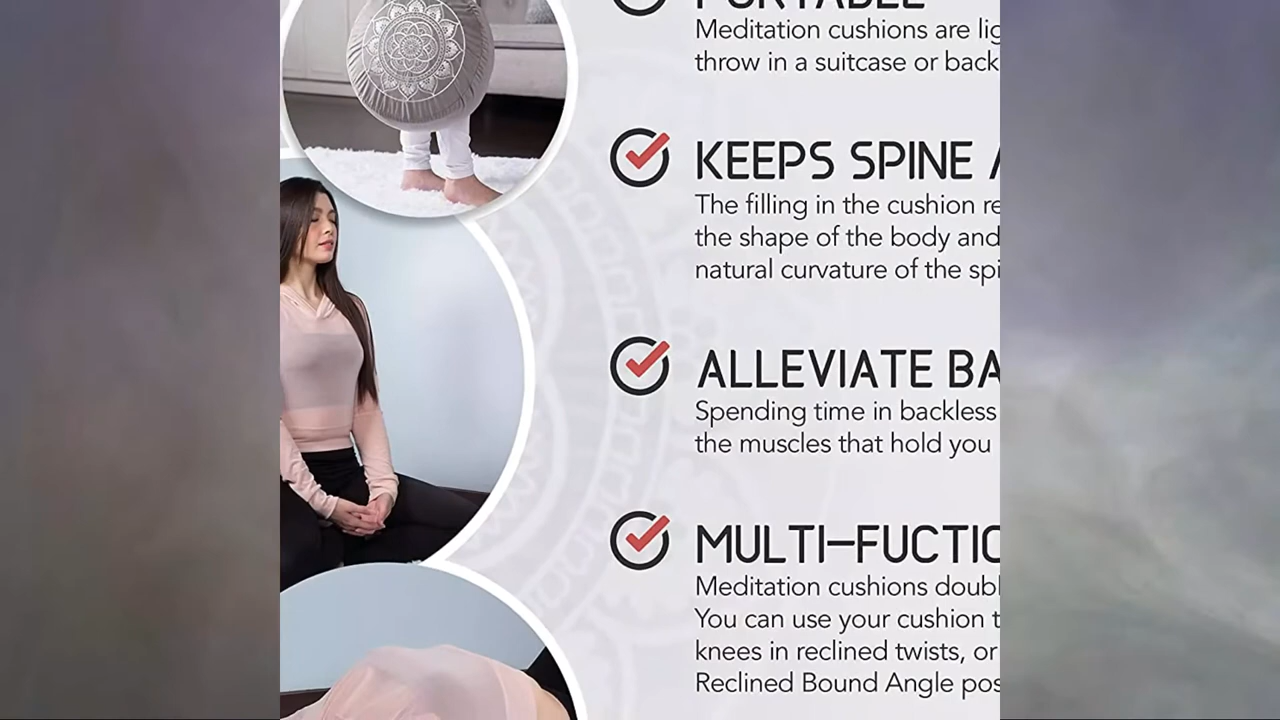 PORTABLE
Meditation cushions are lig
throw in a suitcase or back
KEEPS SPINE A
The filling in the cushion re
the shape of the body and
natural curvature of the spi
ALLEVIATE BA
Spending time in backless
the muscles that hold you
MULTI-FUCTIO
Meditation cushions doubl
You can use your cushion t
knees in reclined twists, or
Reclined Bound Angle pos